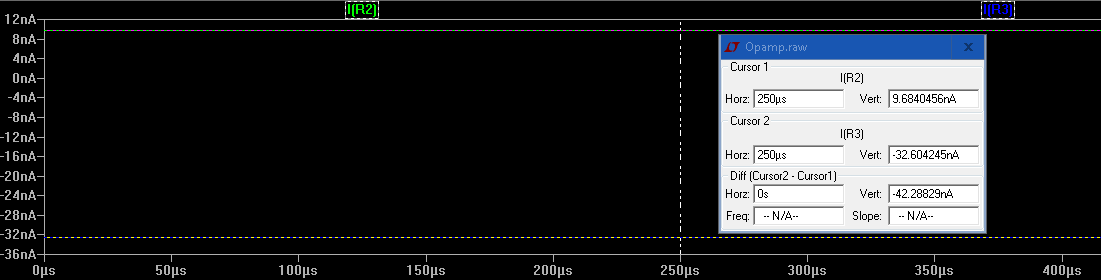 I(R2) I(R3)
12nA
8nA
4nA
0nA
-4nA
-8nA
-12nA
-16nA
-20nA
-24nA
-28nA
-32nA
-36nA
Opamp.raw
Cursor 1
I(R2)
Horz: 250µs Vert: 9.6840456nA
Cursor 2
I(R3)
Horz: 250µs Vert: -32.604245nA
Diff (Cursor2 - Cursor1)
Horz: 0s Vert: -42.28829nA
Freq: -- N/A-- Slope: -- N/A--
0µs 50µs 100µs 150µs 200µs 250µs 300µs 350µs 400µs